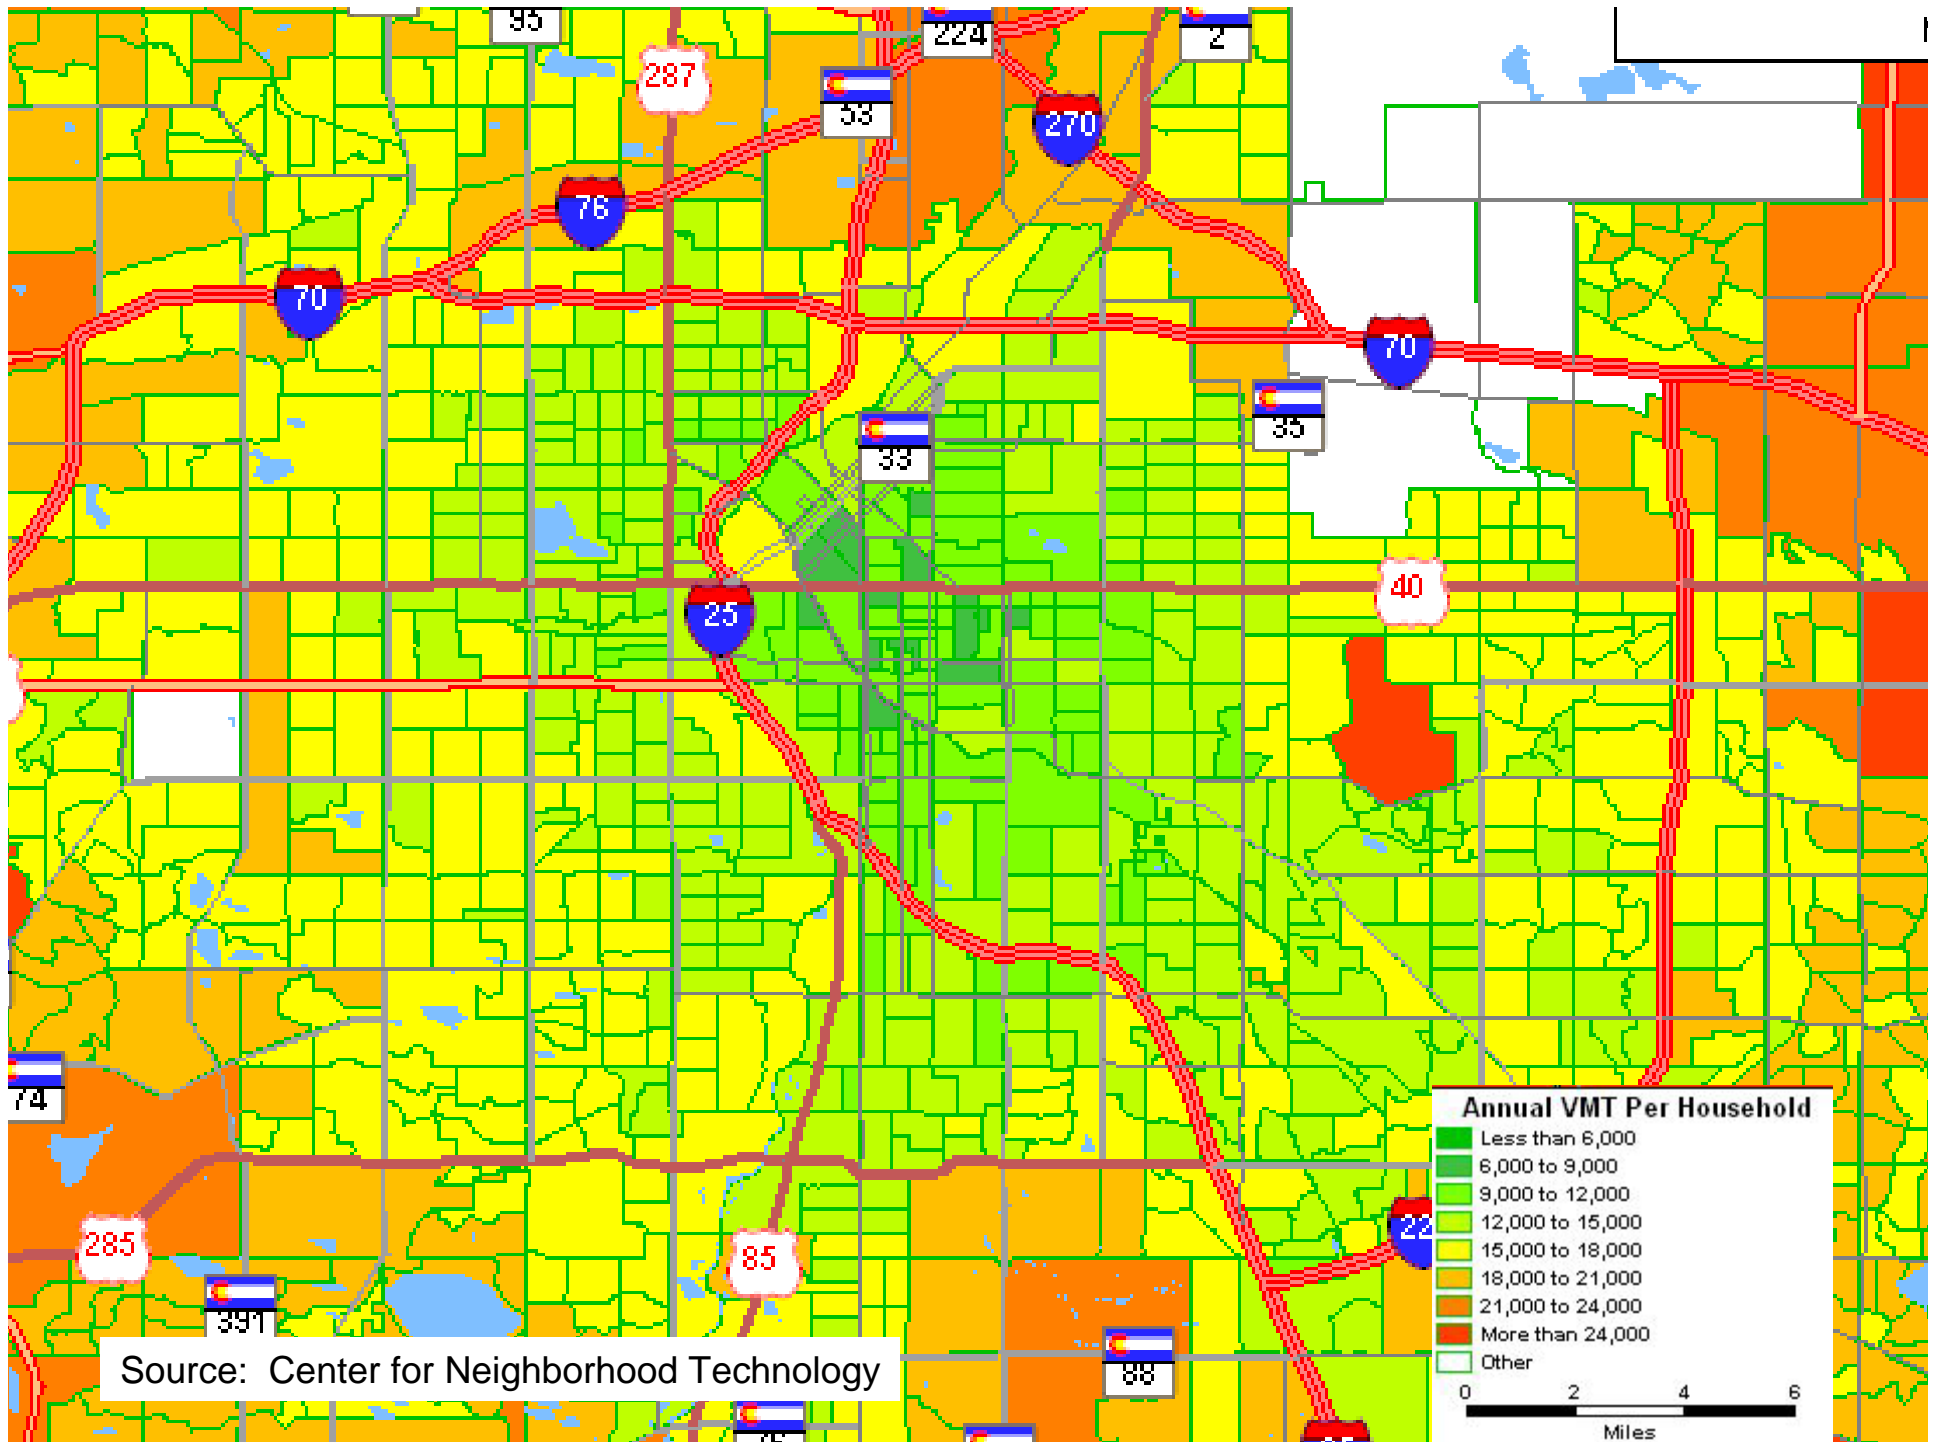 95
224
2
287
53
270
76
70
70
33
35
40
25
74
285
85
391
88
Annual VMT Per Household
Less than 6,000
6,000 to 9,000
9,000 to 12,000
12,000 to 15,000
15,000 to 18,000
18,000 to 21,000
21,000 to 24,000
More than 24,000
Other
0 2 4 6
Miles
Source: Center for Neighborhood Technology